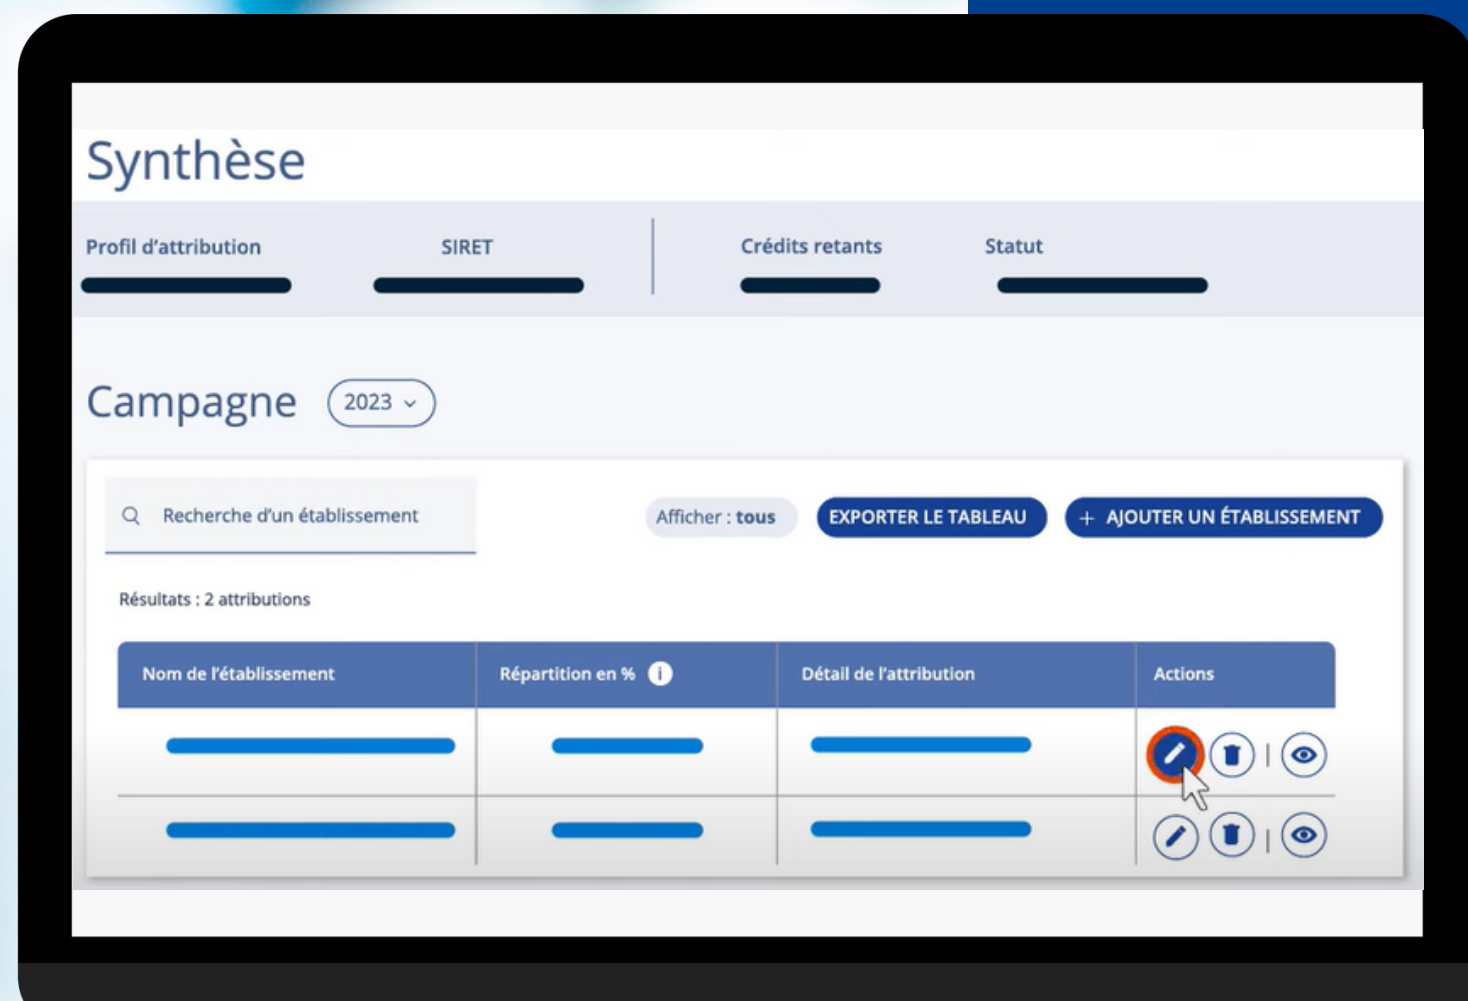 Synthèse
Profil d'attribution SIRET Crédits retants Statut
Campagne 2023
Recherche d'un établissement Afficher : tous EXPORTER LE TABLEAU + AJOUTER UN ÉTABLISSEMENT
Résultats : 2 attributions
Nom de l'établissement Répartition en % i Détail de l'attribution Actions